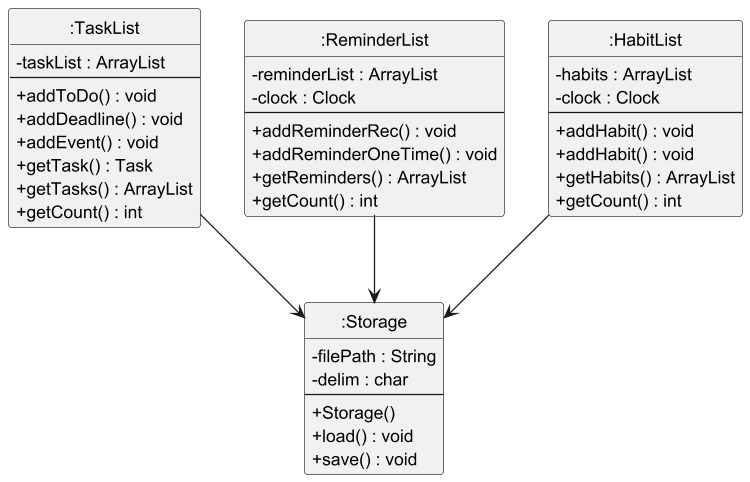 :TaskList
-taskList : ArrayList
+addToDo() : void
+addDeadline() : void
+addEvent() : void
+getTask() : Task
+getTasks() : ArrayList
+getCount() : int
:ReminderList
-reminderList : ArrayList
-clock : Clock
+addReminderRec() : void
+addReminderOneTime() : void
+getReminders() : ArrayList
+getCount() : int
:HabitList
-habits : ArrayList
-clock : Clock
+addHabit() : void
+addHabit() : void
+getHabits() : ArrayList
+getCount() : int
:Storage
-filePath : String
-delim : char
+Storage()
+load() : void
+save() : void